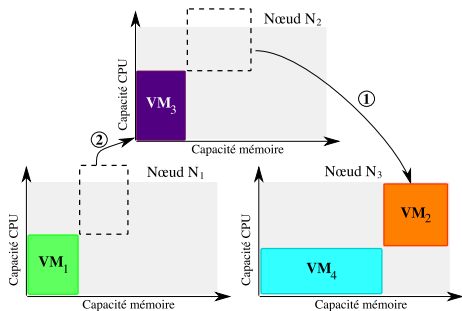 Nœud N2
Capacité CPU
VM3
Capacité mémoire
1
2
Nœud N1
Capacité CPU
VM1
Capacité mémoire
Nœud N3
Capacité CPU
VM2
VM4
Capacité mémoire